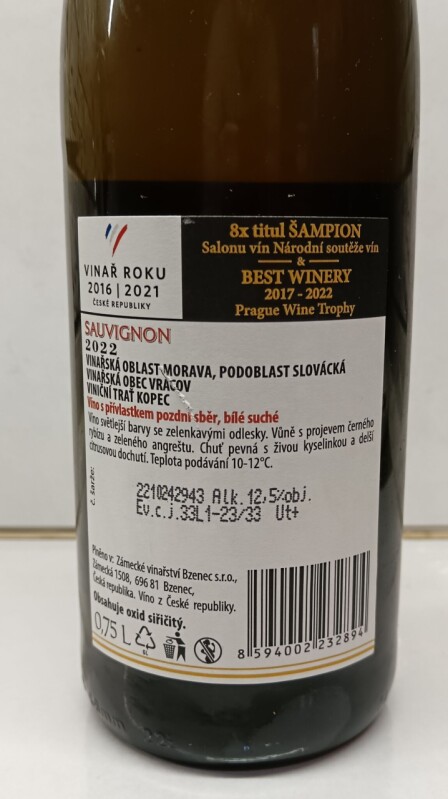 VINAŘ ROKU
2016 | 2021
ČESKÉ REPUBLIKY
8x titul ŠAMPION
Salonu vín Národní soutěže vín
&
BEST WINERY
2017 - 2022
Prague Wine Trophy
SAUVIGNON
2022
VINAŘSKÁ OBLAST MORAVA, PODOBLAST SLOVÁCKÁ
VINAŘSKÁ OBEC VRACOV
VINIČNÍ TRAŤ KOPEC
Víno s přívlastkem pozdní sběr, bílé suché
Víno světlejší barvy se zelenkavými odlesky. Vůně s projevem černého
rybízu a zeleného angreštu. Chuť pevná s živou kyselinkou a delší
citrusovou dochutí. Teplota podávání 10-12°C.
č. šarže:
2210242943 Alk.12,5%obj.
Ev.č.j.33L1-23/33 Ut+
Plněno v: Zámecké vinařství Bzenec s.r.o.,
Zámecká 1508, 696 81 Bzenec,
Česká republika. Víno z České republiky.
Obsahuje oxid siřičitý.
0,75 L
GL
8 594002 232894